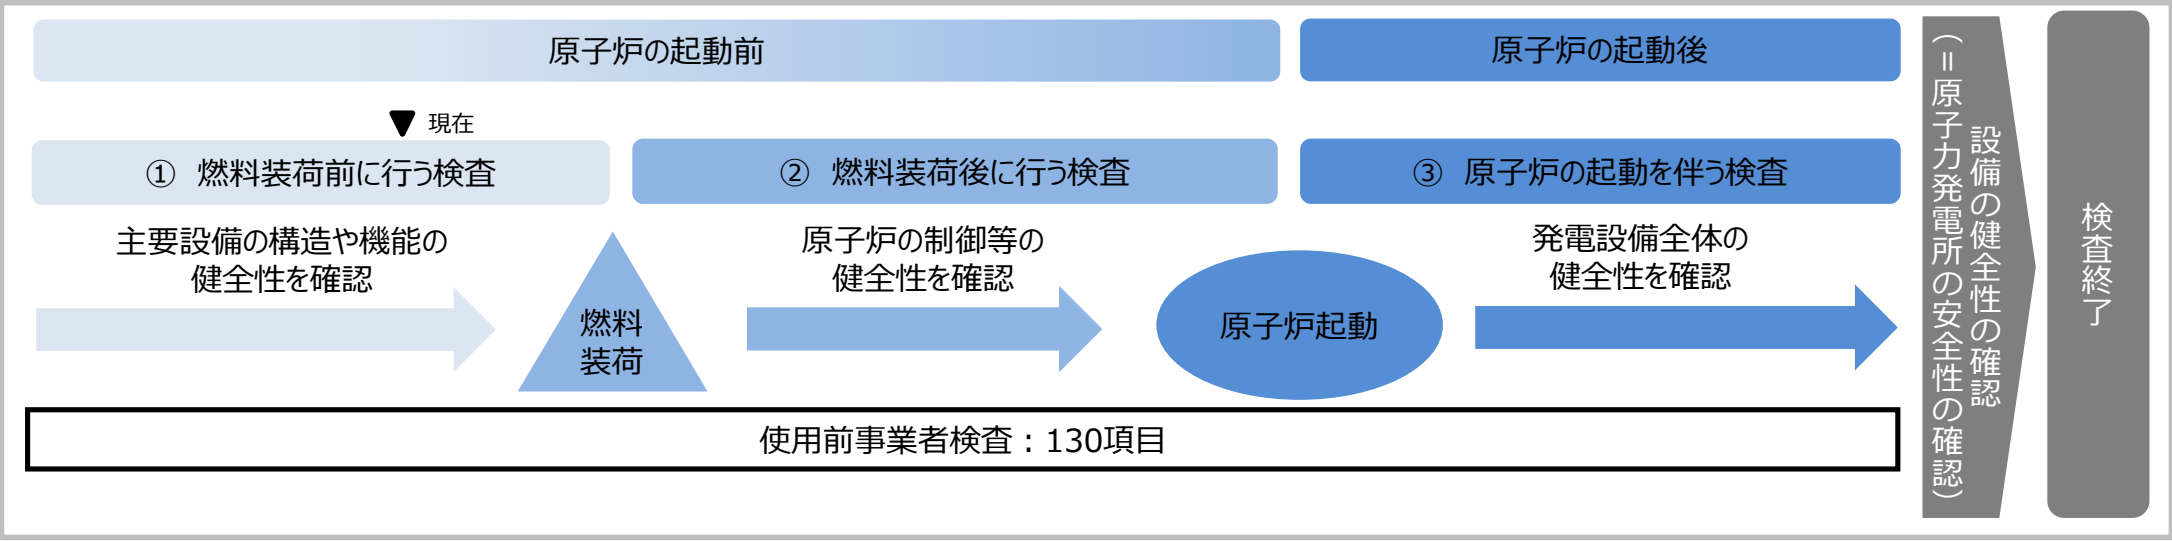 原子炉の起動前
原子炉の起動後
現在
① 燃料装荷前に行う検査
② 燃料装荷後に行う検査
③ 原子炉の起動を伴う検査
主要設備の構造や機能の
健全性を確認
燃料
装荷
原子炉の制御等の
健全性を確認
原子炉起動
発電設備全体の
健全性を確認
使用前事業者検査：130項目
設備の健全性の確認
（＝原子力発電所の安全性の確認）
検査終了